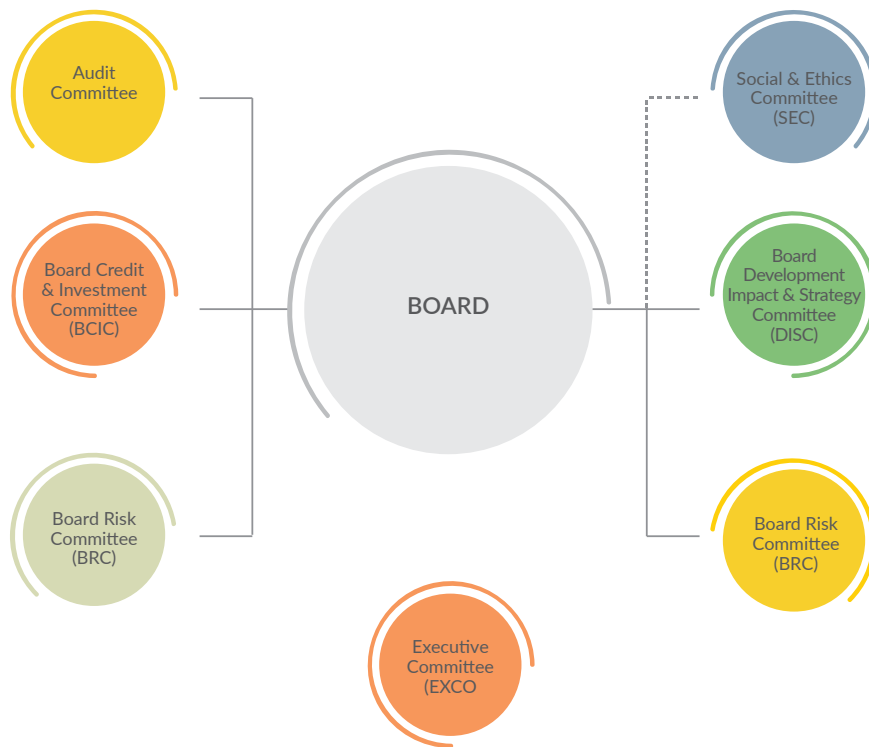 Audit
Committee
Social & Ethics
Committee
(SEC)
Board Credit
& Investment
Committee
(BCIC)
BOARD
Board
Development
Impact & Strategy
Committee
(DISC)
Board Risk
Committee
(BRC)
Board Risk
Committee
(BRC)
Executive
Committee
(EXCO